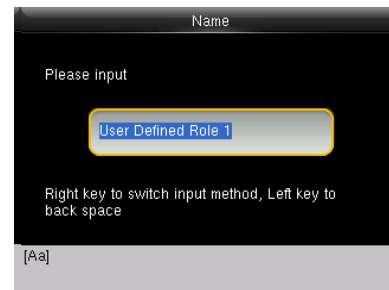 Name
Please input
User Defined Role 1
Right key to switch input method, Left key to
back space
[Aa]